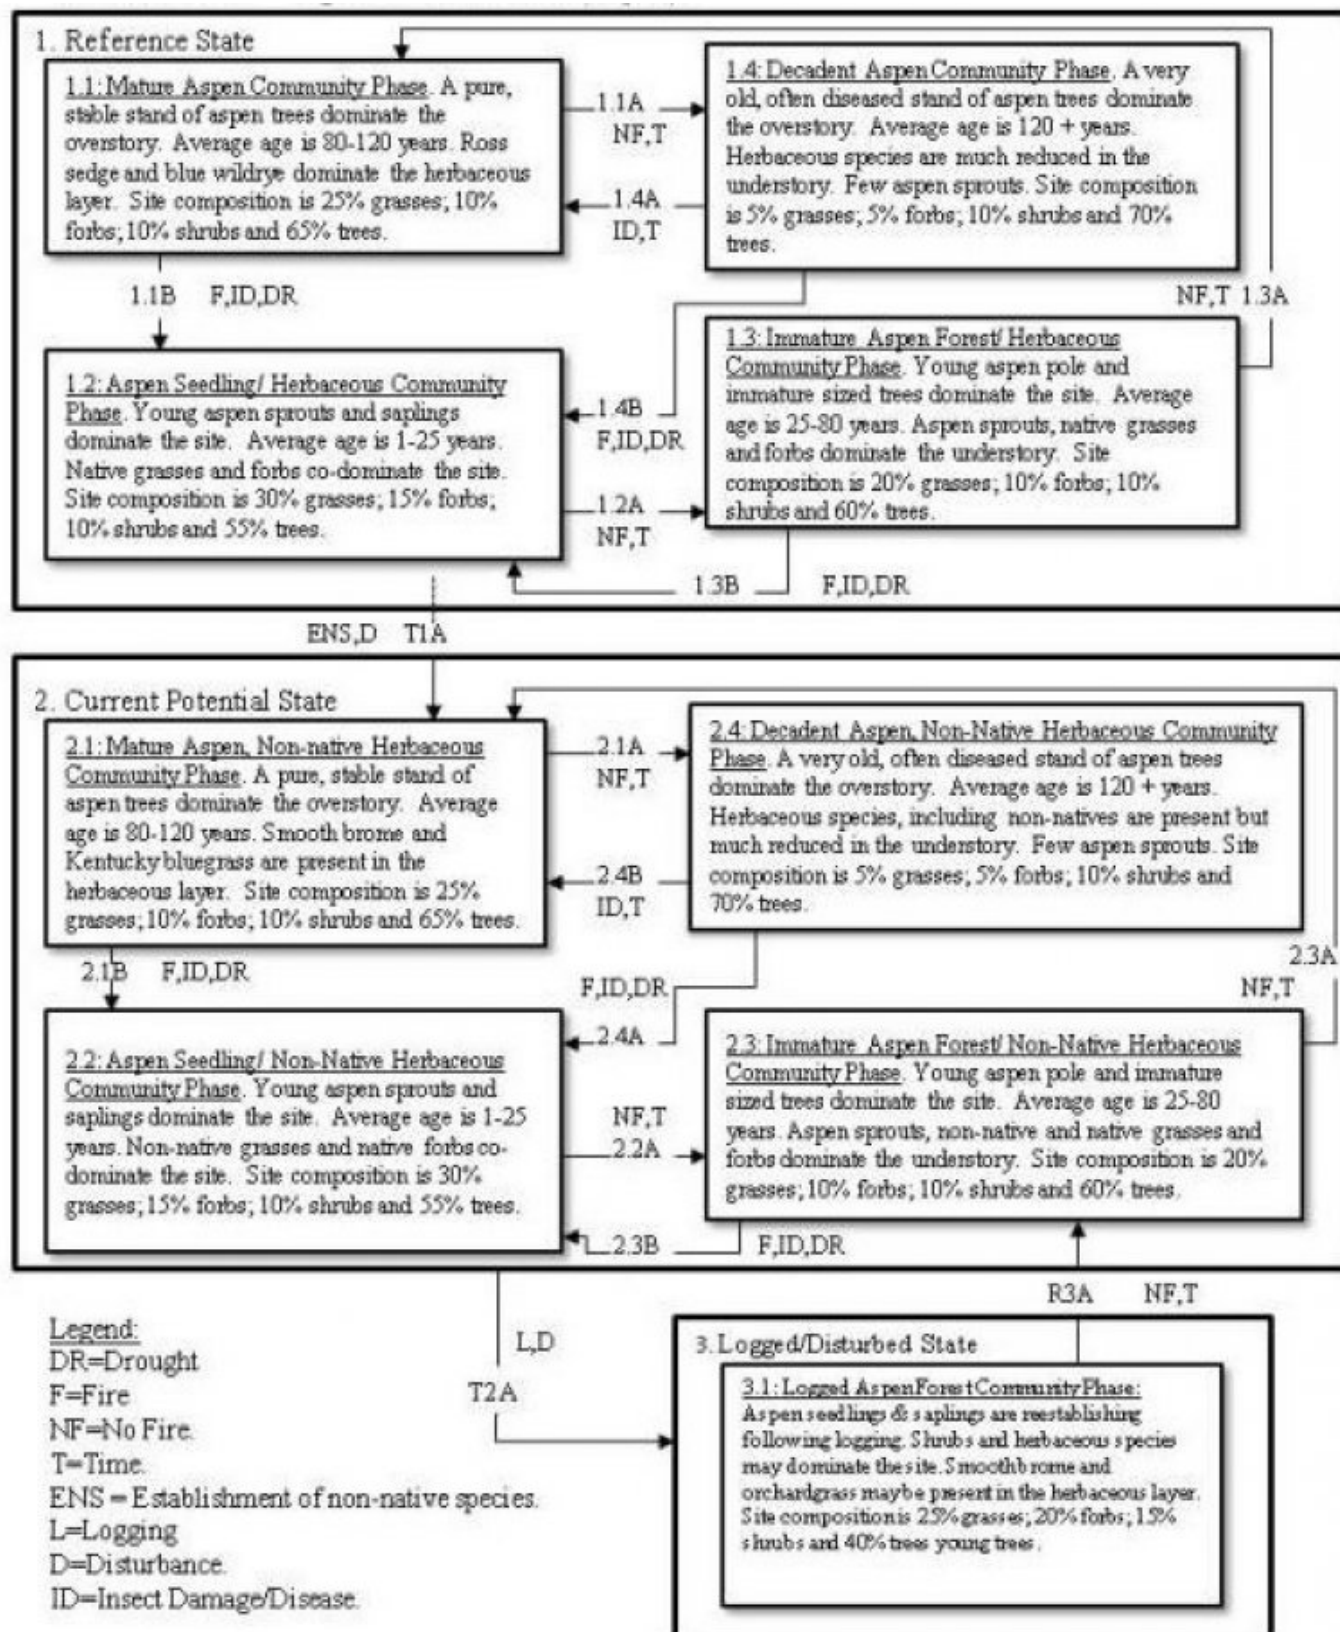 1. Reference State
1.1: Mature Aspen Community Phase. A pure,
stable stand of aspen trees dominate the
overstory. Average age is 80-120 years. Ross
sedge and blue wildrye dominate the herbaceous
layer. Site composition is 25% grasses; 10%
forbs; 10% shrubs and 65% trees.
1.1A
NF,T
1.4A
ID,T
1.4: Decadent Aspen Community Phase. A very
old, often diseased stand of aspen trees dominate
the overstory. Average age is 120 + years.
Herbaceous species are much reduced in the
understory. Few aspen sprouts. Site composition
is 5% grasses; 5% forbs; 10% shrubs and 70%
trees.
1.1B F,ID,DR
NF,T 1.3A
1.2: Aspen Seedling/ Herbaceous Community
Phase. Young aspen sprouts and saplings
dominate the site. Average age is 1-25 years.
Native grasses and forbs co-dominate the site.
Site composition is 30% grasses; 15% forbs;
10% shrubs and 55% trees.
1.4B
F,ID,DR
1.2A
NF,T
1.3: Immature Aspen Forest/ Herbaceous
Community Phase. Young aspen pole and
immature sized trees dominate the site. Average
age is 25-80 years. Aspen sprouts, native grasses
and forbs dominate the understory. Site
composition is 20% grasses; 10% forbs; 10%
shrubs and 60% trees.
1.3B F,ID,DR
ENS,D T1A
2. Current Potential State
2.1: Mature Aspen, Non-native Herbaceous
Community Phase. A pure, stable stand of
aspen trees dominate the overstory. Average
age is 80-120 years. Smooth brome and
Kentucky bluegrass are present in the
herbaceous layer. Site composition is 25%
grasses; 10% forbs; 10% shrubs and 65% trees.
2.1A
NF,T
2.4B
ID,T
2.4: Decadent Aspen, Non-Native Herbaceous Community
Phase. A very old, often diseased stand of aspen trees
dominate the overstory. Average age is 120 + years.
Herbaceous species, including non-natives are present but
much reduced in the understory. Few aspen sprouts. Site
composition is 5% grasses; 5% forbs; 10% shrubs and
70% trees.
2.1B F,ID,DR
F,ID,DR
2.4A
2.3A
NF,T
2.2: Aspen Seedling/ Non-Native Herbaceous
Community Phase. Young aspen sprouts and
saplings dominate the site. Average age is 1-25
years. Non-native grasses and native forbs co-
dominate the site. Site composition is 30%
grasses; 15% forbs; 10% shrubs and 55% trees.
NF,T
2.2A
2.3: Immature Aspen Forest/ Non-Native Herbaceous
Community Phase. Young aspen pole and immature
sized trees dominate the site. Average age is 25-80
years. Aspen sprouts, non-native and native grasses and
forbs dominate the understory. Site composition is 20%
grasses; 10% forbs; 10% shrubs and 60% trees.
2.3B F,ID,DR
R3A NF,T
L,D
T2A
Legend:
DR=Drought
F=Fire
NF=No Fire.
T=Time.
ENS = Establishment of non-native species.
L=Logging
D=Disturbance.
ID=Insect Damage/Disease.
3. Logged/Disturbed State
3.1: Logged Aspen Forest Community Phase:
Aspen seedlings & saplings are reestablishing
following logging. Shrubs and herbaceous species
may dominate the site. Smooth brome and
orchardgrass maybe present in the herbaceous layer.
Site composition is 25% grasses; 20% forbs; 15%
shrubs and 40% trees young trees.